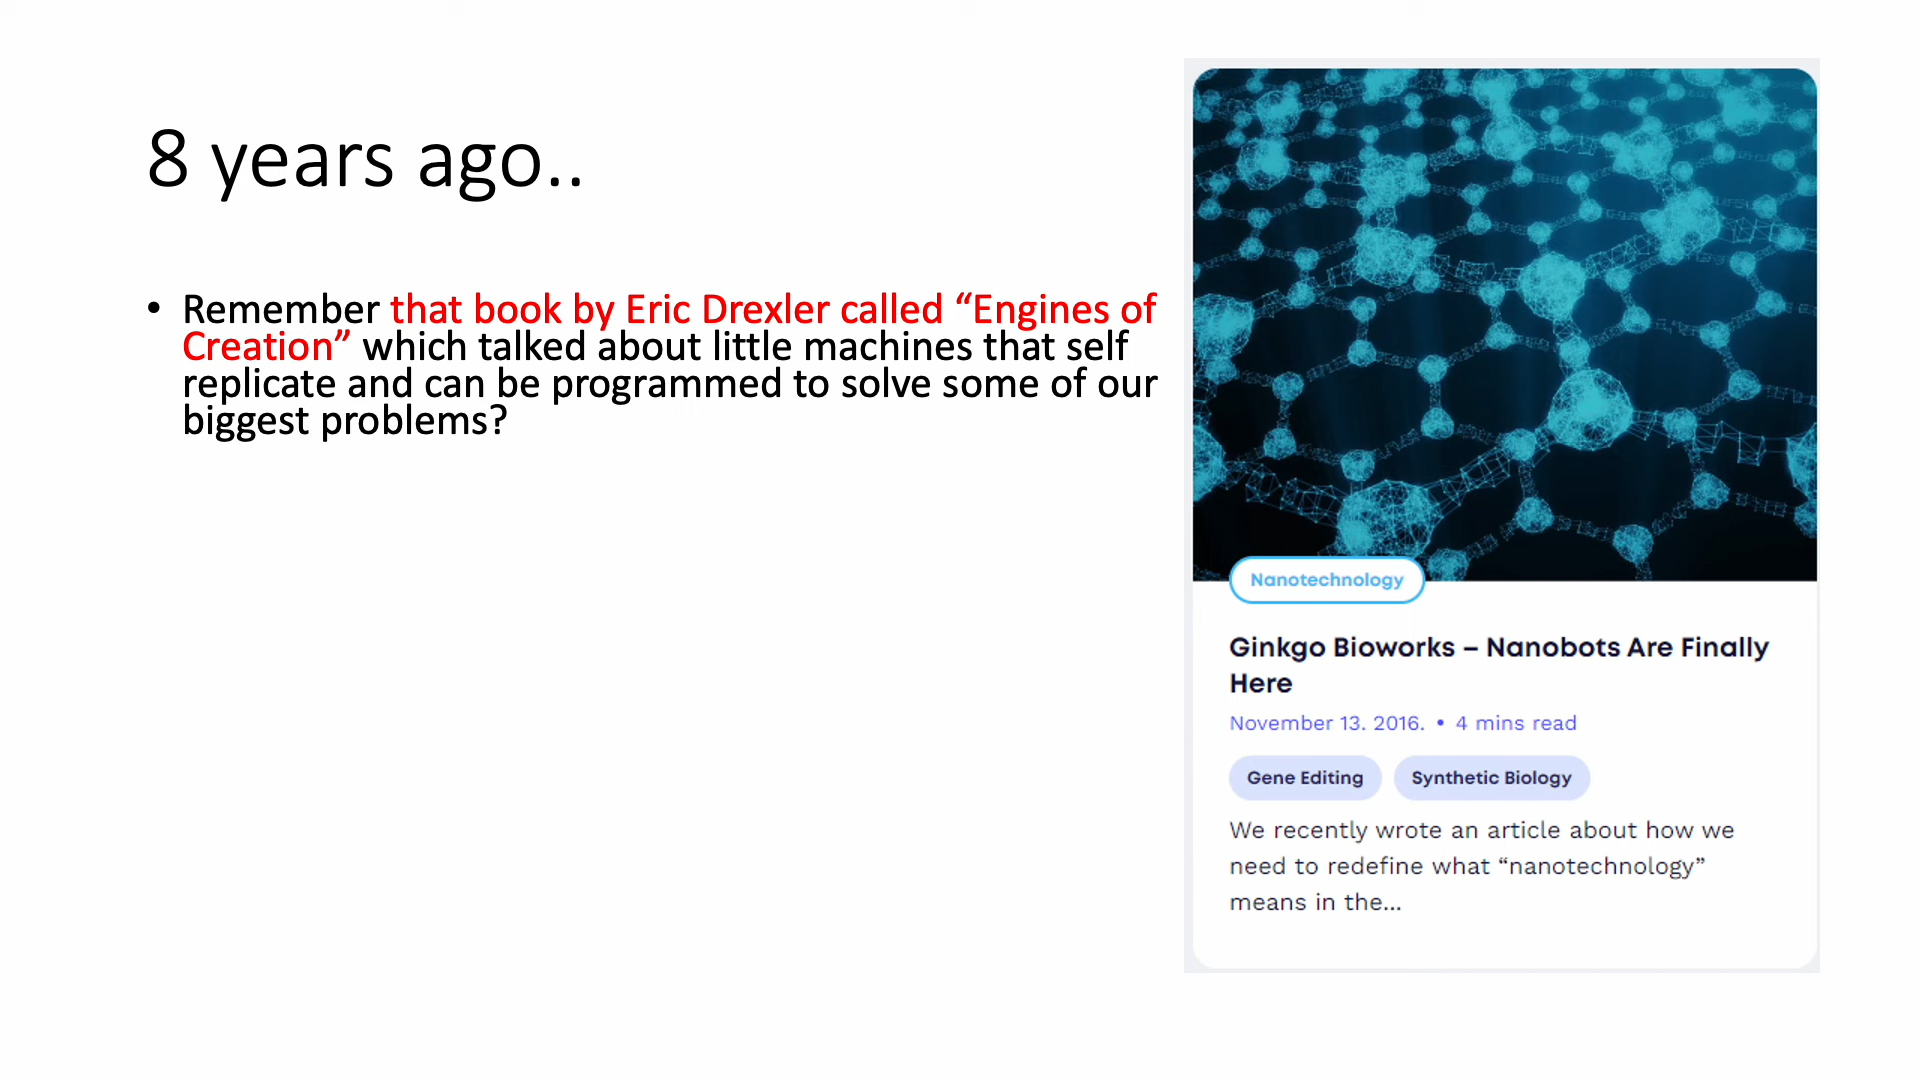 8 years ago..
• Remember that book by Eric Drexler called “Engines of
Creation” which talked about little machines that self
replicate and can be programmed to solve some of our
biggest problems?
Nanotechnology
Ginkgo Bioworks – Nanobots Are Finally
Here
November 13. 2016. • 4 mins read
Gene Editing
Synthetic Biology
We recently wrote an article about how we
need to redefine what “nanotechnology”
means in the...